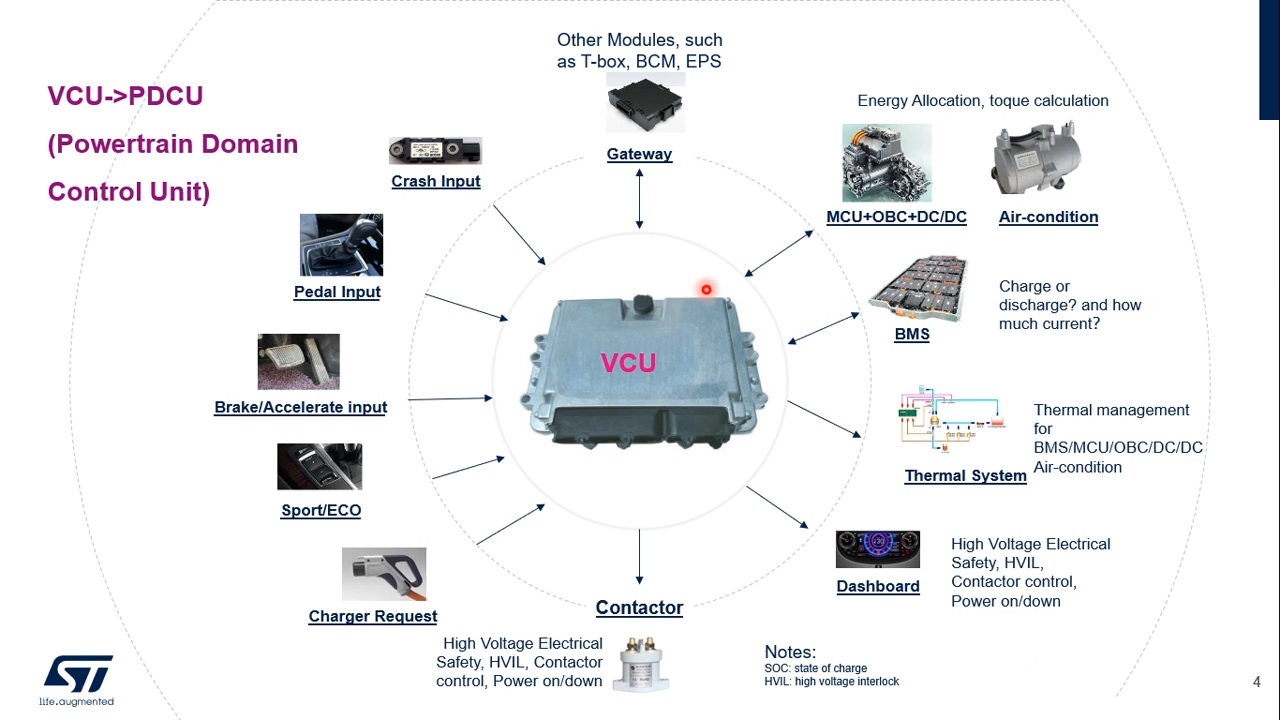 Other Modules, such
as T-box, BCM, EPS
VCU->PDCU
(Powertrain Domain
Control Unit)
Gateway
Crash Input
Energy Allocation, toque calculation
MCU+OBC+DC/DC
Air-condition
Pedal Input
BMS
Charge or
discharge? and how
much current?
VCU
Brake/Accelerate input
Thermal System
Thermal management
for
BMS/MCU/OBC/DC/DC
Air-condition
Sport/ECO
Dashboard
High Voltage Electrical
Safety, HVIL,
Contactor control,
Power on/down
Charger Request
Contactor
High Voltage Electrical
Safety, HVIL, Contactor
control, Power on/down
Notes:
SOC: state of charge
HVIL: high voltage interlock
ST
life.augmented
4